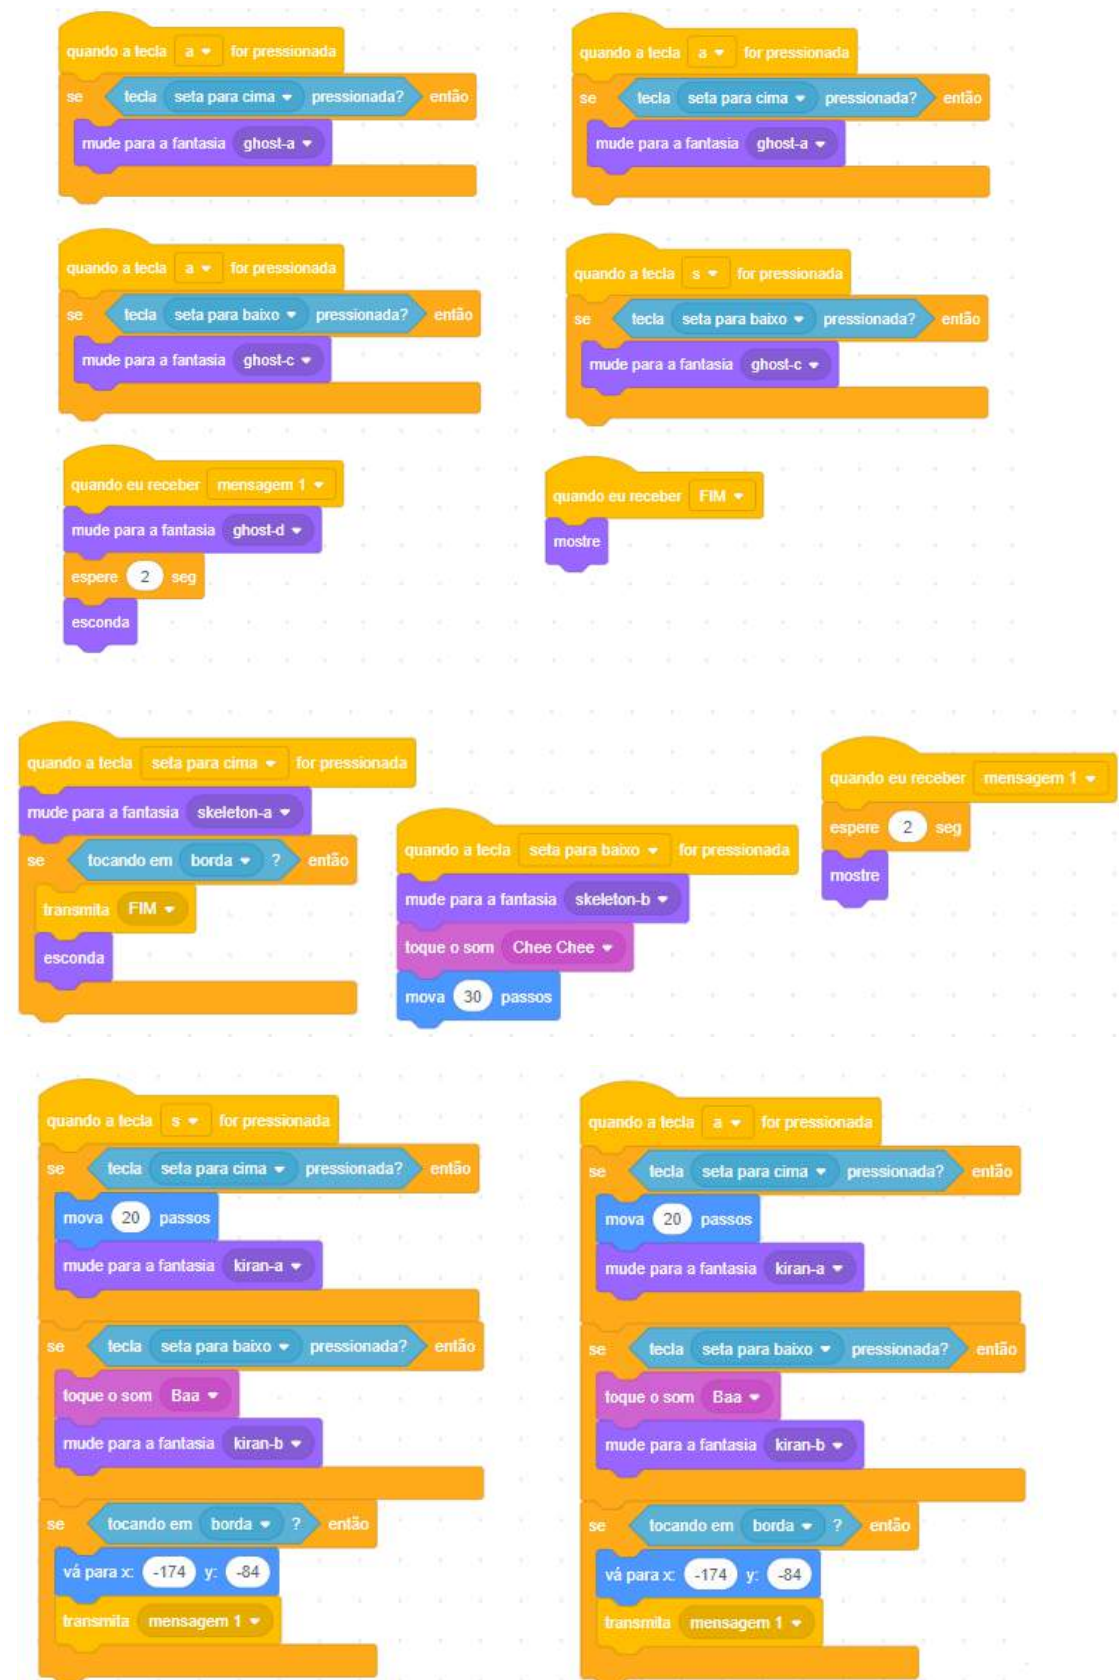 quando a tecla a for pressionada
se tecla seta para cima pressionada? então
mude para a fantasia ghost-a
quando a tecla a for pressionada
se tecla seta para cima pressionada? então
mude para a fantasia ghost-a
quando a tecla a for pressionada
se tecla seta para baixo pressionada? então
mude para a fantasia ghost-c
quando a tecla s for pressionada
se tecla seta para baixo pressionada? então
mude para a fantasia ghost-c
quando eu receber mensagem 1
mude para a fantasia ghost-d
espere 2 seg
esconda
quando eu receber FIM
mostre
quando a tecla seta para cima for pressionada
mude para a fantasia skeleton-a
se tocando em borda ? então
transmita FIM
esconda
quando a tecla seta para baixo for pressionada
mude para a fantasia skeleton-b
toque o som Chee Chee
mova 30 passos
quando eu receber mensagem 1
espere 2 seg
mostre
quando a tecla s for pressionada
se tecla seta para cima pressionada? então
mova 20 passos
mude para a fantasia kiran-a
se tecla seta para baixo pressionada? então
toque o som Baa
mude para a fantasia kiran-b
se tocando em borda ? então
vá para x: -174 y: -84
transmita mensagem 1
quando a tecla a for pressionada
se tecla seta para cima pressionada? então
mova 20 passos
mude para a fantasia kiran-a
se tecla seta para baixo pressionada? então
toque o som Baa
mude para a fantasia kiran-b
se tocando em borda ? então
vá para x: -174 y: -84
transmita mensagem 1